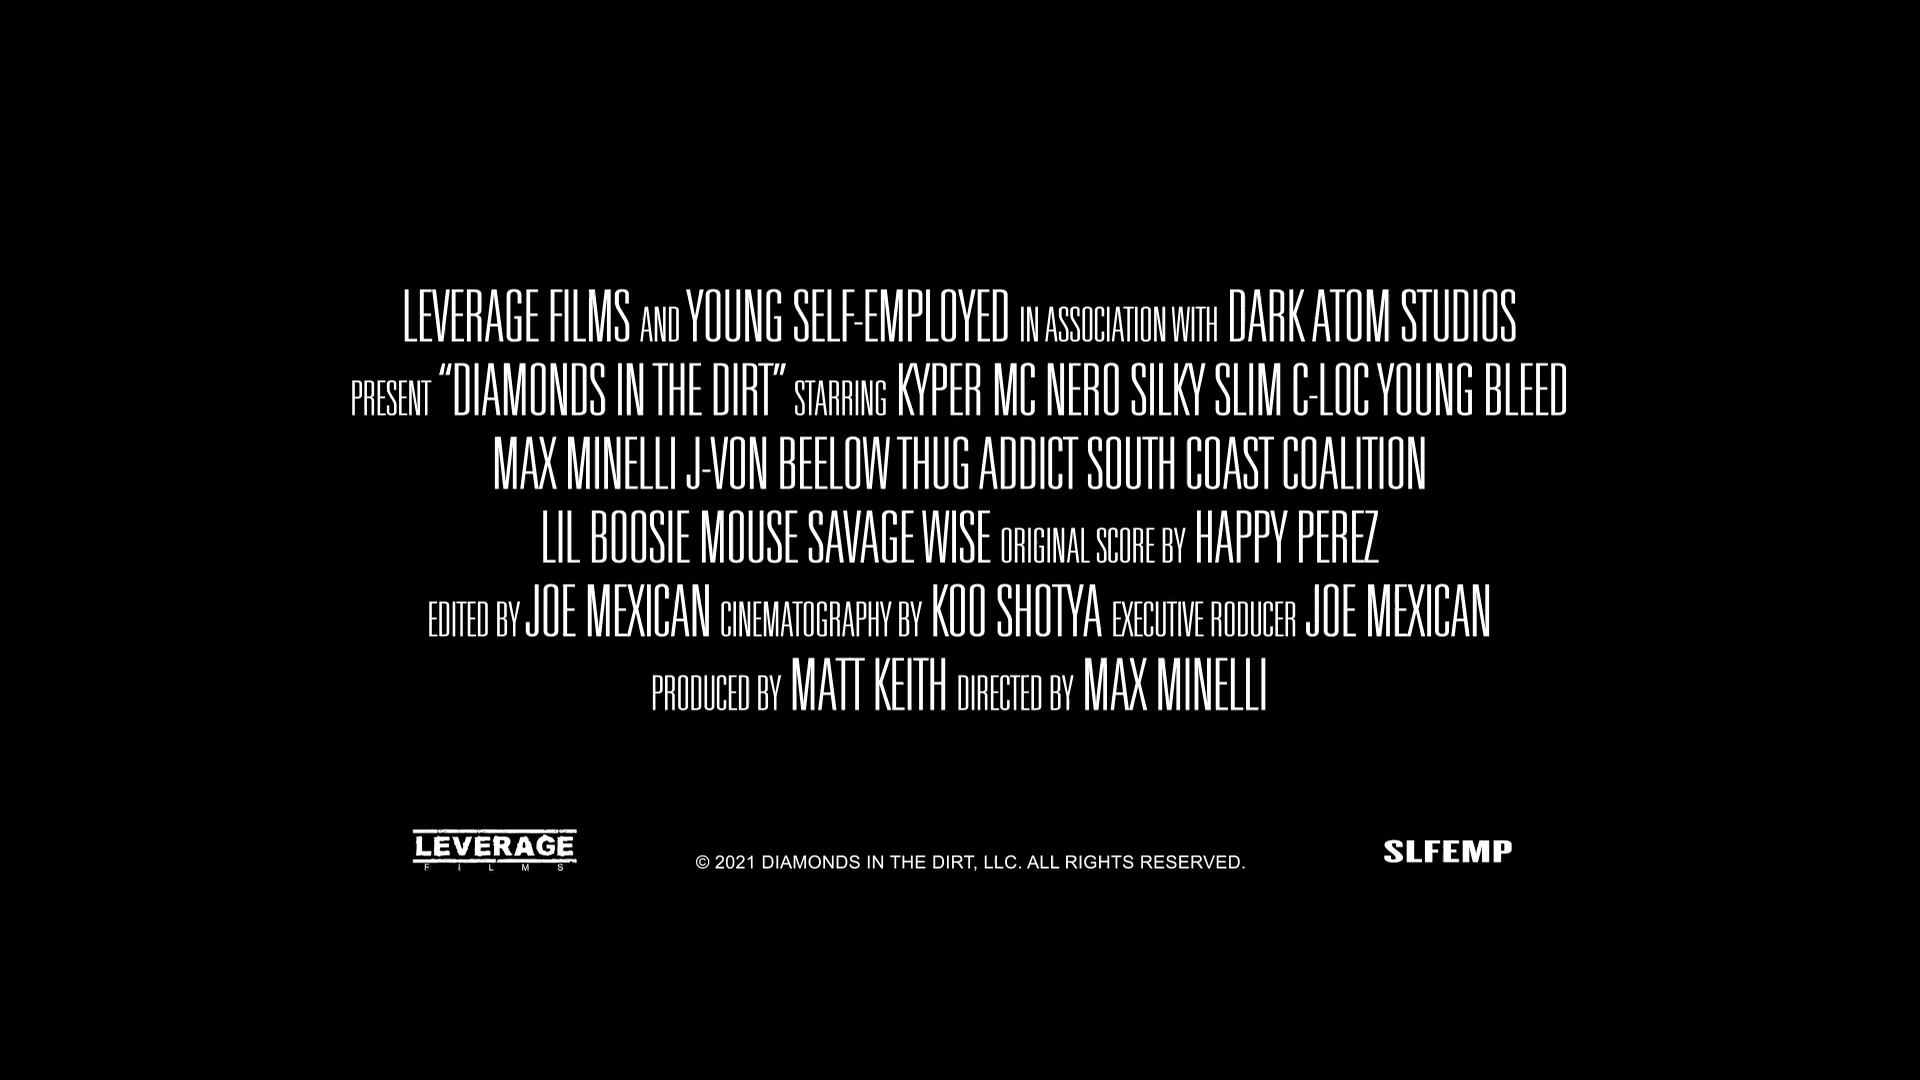 LEVERAGE FILMS AND YOUNG SELF-EMPLOYED IN ASSOCIATION WITH DARK ATOM STUDIOS
PRESENT “DIAMONDS IN THE DIRT” STARRING KYPER MC NERO SILKY SLIM C-LOC YOUNG BLEED
MAX MINELLI J-VON BEELOW THUG ADDICT SOUTH COAST COALITION
LIL BOOSIE MOUSE SAVAGE WISE ORIGINAL SCORE BY HAPPY PEREZ
EDITED BY JOE MEXICAN CINEMATOGRAPHY BY KOO SHOTYA EXECUTIVE RODUCER JOE MEXICAN
PRODUCED BY MATT KEITH DIRECTED BY MAX MINELLI
LEVERAGE
FILMS
© 2021 DIAMONDS IN THE DIRT, LLC. ALL RIGHTS RESERVED.
SLFEMP